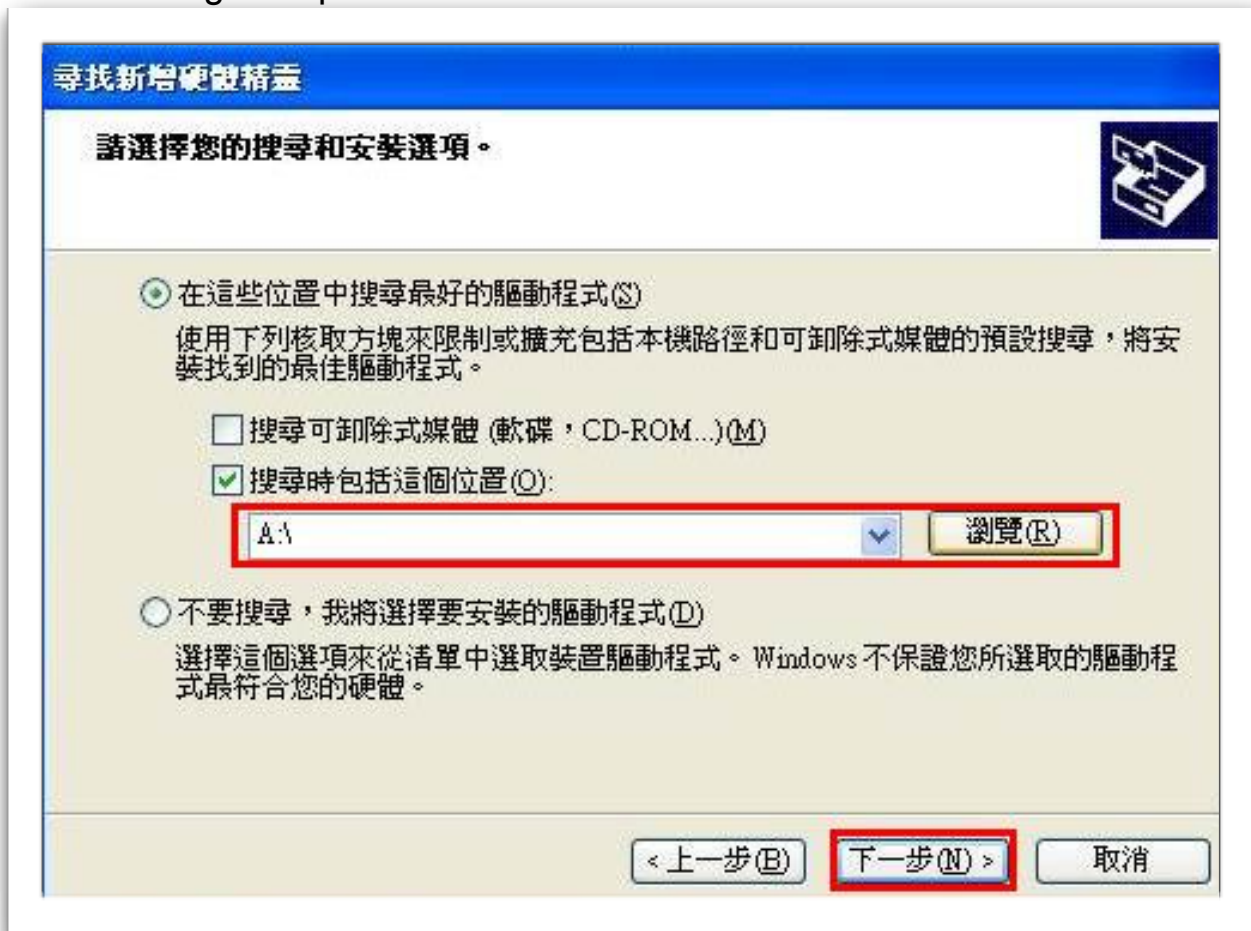 尋找新增硬體精靈
請選擇您的搜尋和安裝選項。
在這些位置中搜尋最好的驅動程式(S)
使用下列核取方塊來限制或擴充包括本機路徑和可卸除式媒體的預設搜尋，將安
裝找到的最佳驅動程式。
搜尋可卸除式媒體 (軟碟，CD-ROM...)(M)
搜尋時包括這個位置(O):
A:\
瀏覽(R)
不要搜尋，我將選擇要安裝的驅動程式(D)
選擇這個選項來從清單中選取裝置驅動程式。Windows 不保證您所選取的驅動程
式最符合您的硬體。
<上一步(B)
下一步(N) >
取消